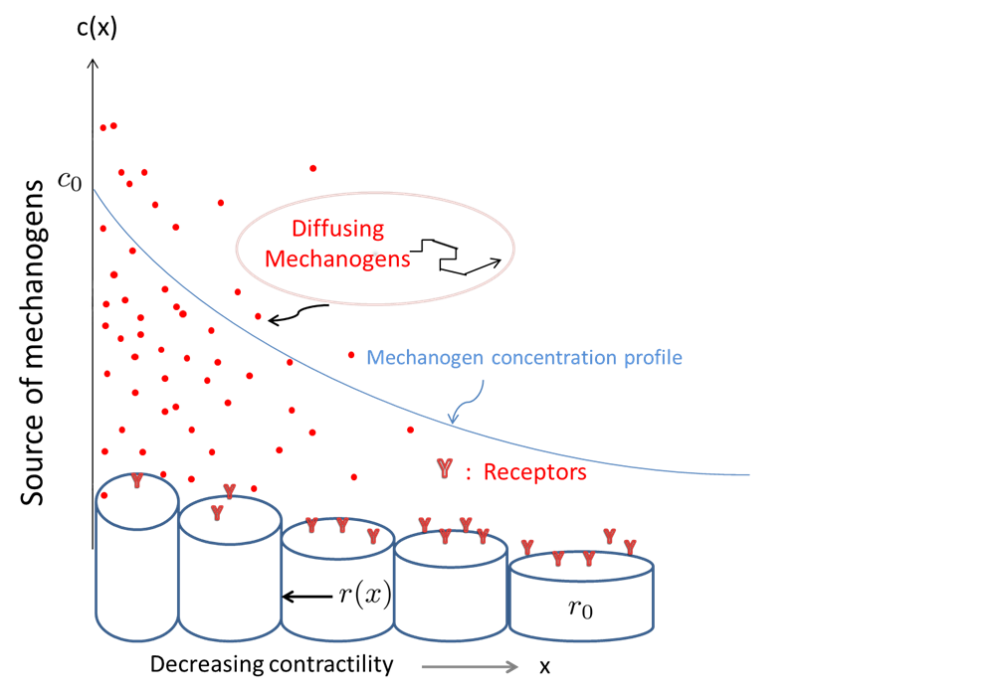 c(x)
c₀
Source of mechanogens
Diffusing
Mechanogens
Mechanogen concentration profile
Y : Receptors
r(x)
r₀
Decreasing contractility
x